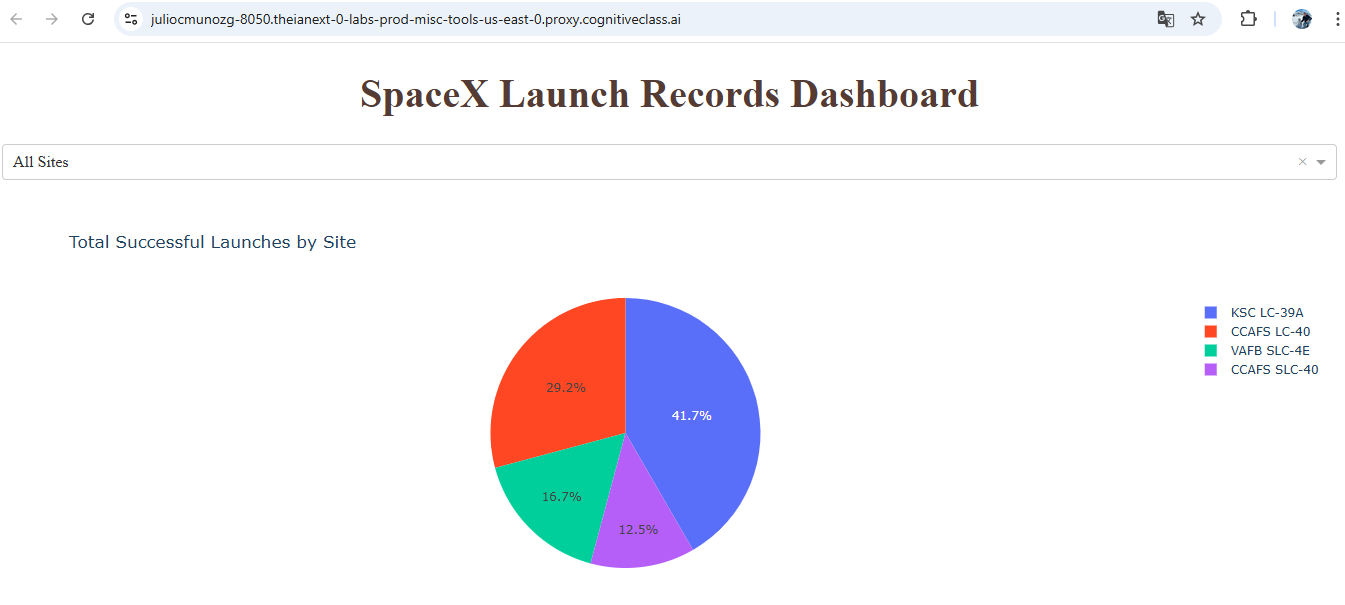 juliocmunozg-8050.theianext-0-labs-prod-misc-tools-us-east-0.proxy.cognitiveclass.ai
SpaceX Launch Records Dashboard
All Sites
Total Successful Launches by Site
KSC LC-39A
CCAFS LC-40
VAFB SLC-4E
CCAFS SLC-40
29.2%
41.7%
16.7%
12.5%